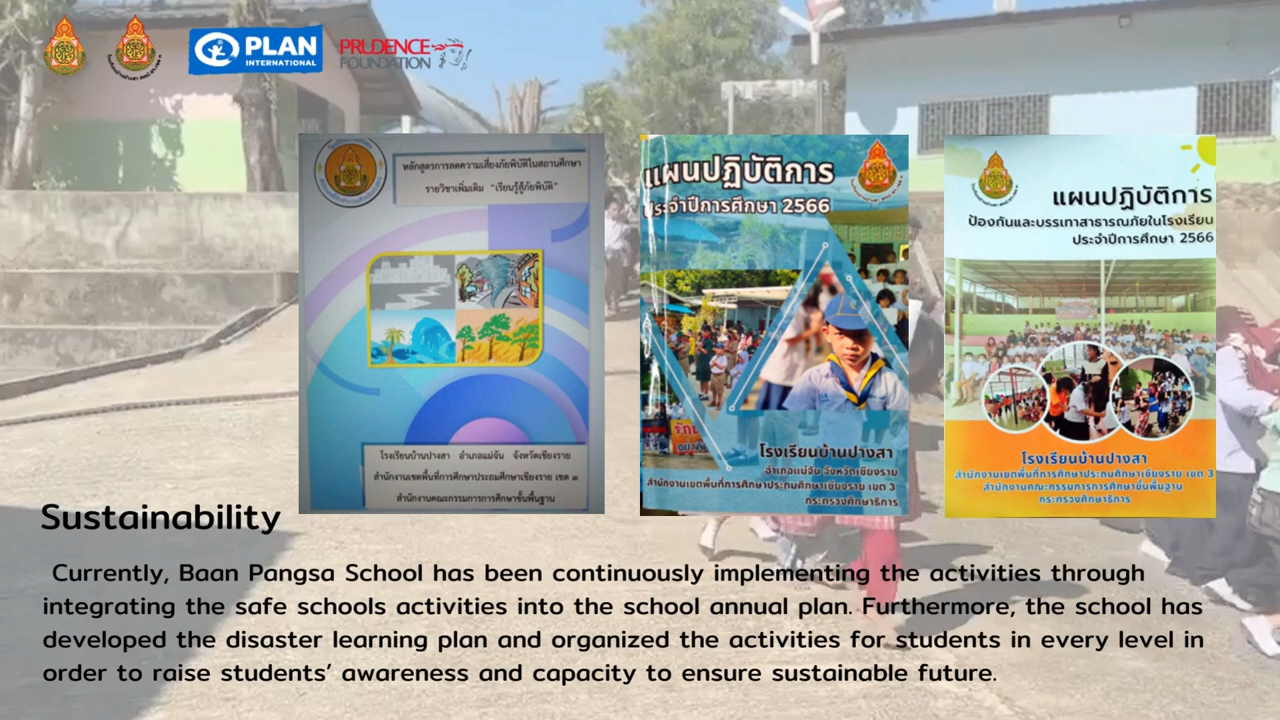 PLAN
INTERNATIONAL
PRUDENCE
FOUNDATION
หลักสูตรการลดความเสี่ยงภัยพิบัติในสถานศึกษา
รายวิชาเพิ่มเติม "เรียนรู้สู้ภัยพิบัติ"
โรงเรียนบ้านปางสา อำเภอแม่จัน จังหวัดเชียงราย
สำนักงานเขตพื้นที่การศึกษาประถมศึกษาเชียงราย เขต ๓
สำนักงานคณะกรรมการการศึกษาขั้นพื้นฐาน
แผนปฏิบัติการ
ประจำปีการศึกษา 2566
โรงเรียนบ้านปางสา
อำเภอแม่จัน จังหวัดเชียงราย
สำนักงานเขตพื้นที่การศึกษาประถมศึกษาเชียงราย เขต 3
กระทรวงศึกษาธิการ
แผนปฏิบัติการ
ป้องกันและบรรเทาสาธารณภัยในโรงเรียน
ประจำปีการศึกษา 2566
โรงเรียนบ้านปางสา
สำนักงานเขตพื้นที่การศึกษาประถมศึกษาเชียงราย เขต 3
สำนักงานคณะกรรมการการศึกษาขั้นพื้นฐาน
กระทรวงศึกษาธิการ
Sustainability
Currently, Baan Pangsa School has been continuously implementing the activities through
integrating the safe schools activities into the school annual plan. Furthermore, the school has
developed the disaster learning plan and organized the activities for students in every level in
order to raise students' awareness and capacity to ensure sustainable future.